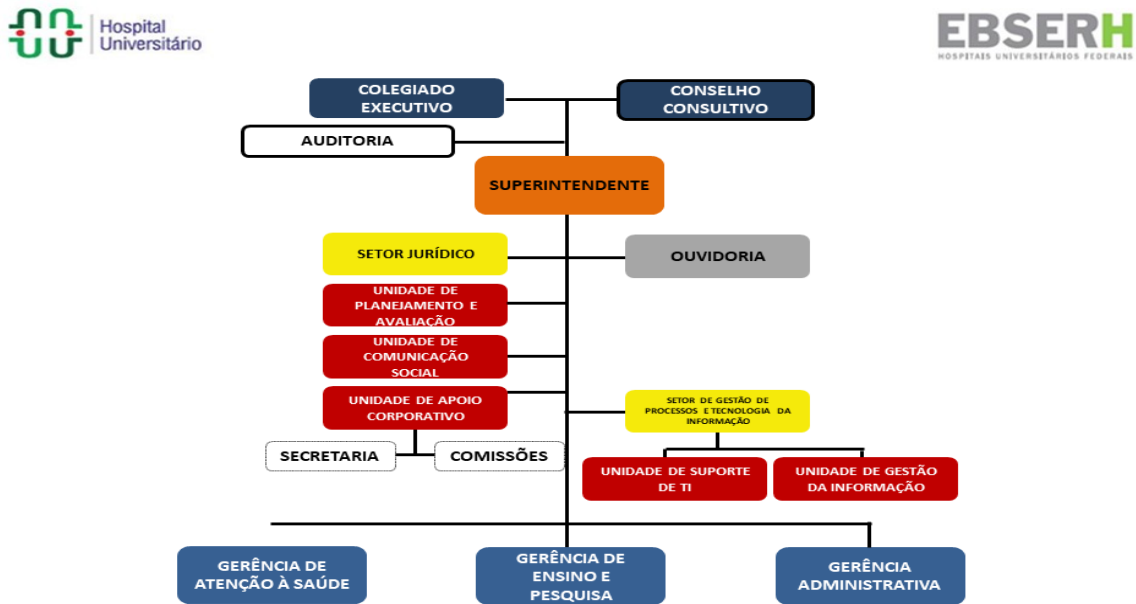 Hospital
Universitário
EBSERH
HOSPITAIS UNIVERSITÁRIOS FEDERAIS
COLEGIADO
EXECUTIVO
CONSELHO
CONSULTIVO
AUDITORIA
SUPERINTENDENTE
SETOR JURÍDICO
OUVIDORIA
UNIDADE DE
PLANEJAMENTO E
AVALIAÇÃO
UNIDADE DE
COMUNICAÇÃO
SOCIAL
UNIDADE DE APOIO
CORPORATIVO
SETOR DE GESTÃO DE
PROCESSOS E TECNOLOGIA DA
INFORMAÇÃO
SECRETARIA
COMISSÕES
UNIDADE DE SUPORTE
DE TI
UNIDADE DE GESTÃO
DA INFORMAÇÃO
GERÊNCIA DE
ATENÇÃO À SAÚDE
GERÊNCIA DE
ENSINO E
PESQUISA
GERÊNCIA
ADMINISTRATIVA